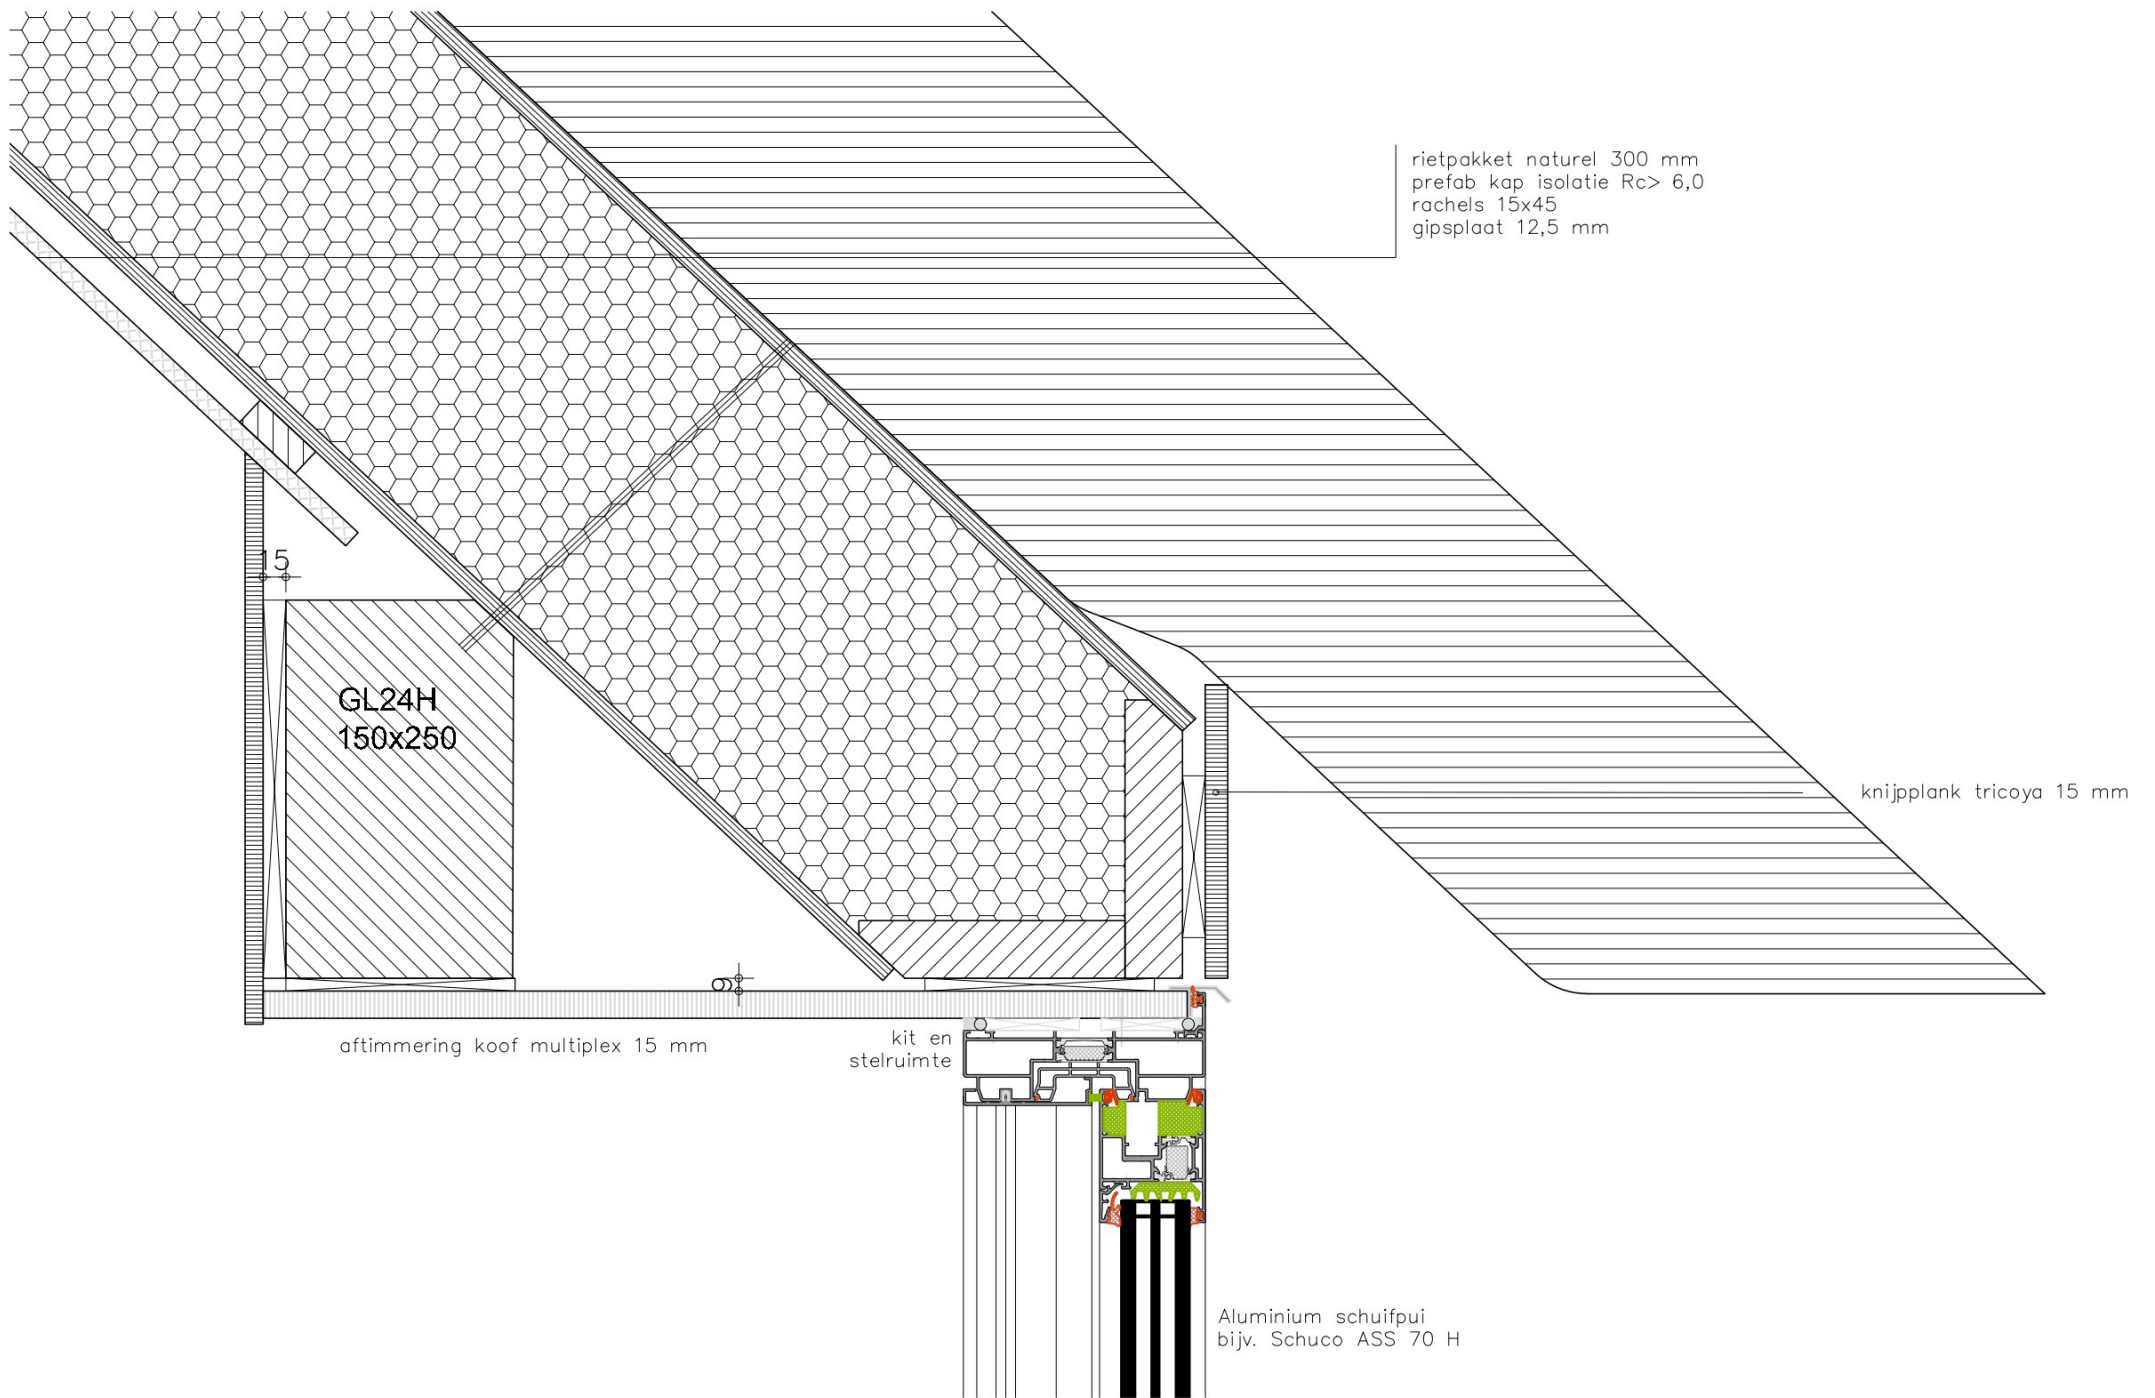 rietpakket naturel 300 mm
prefab kap isolatie Rc> 6,0
rachels 15x45
gipsplaat 12,5 mm
15
GL24H
150x250
knijpplank tricoya 15 mm
aftimmering koof multiplex 15 mm
kit en
stelruimte
Aluminium schuifpui
bijv. Schuco ASS 70 H